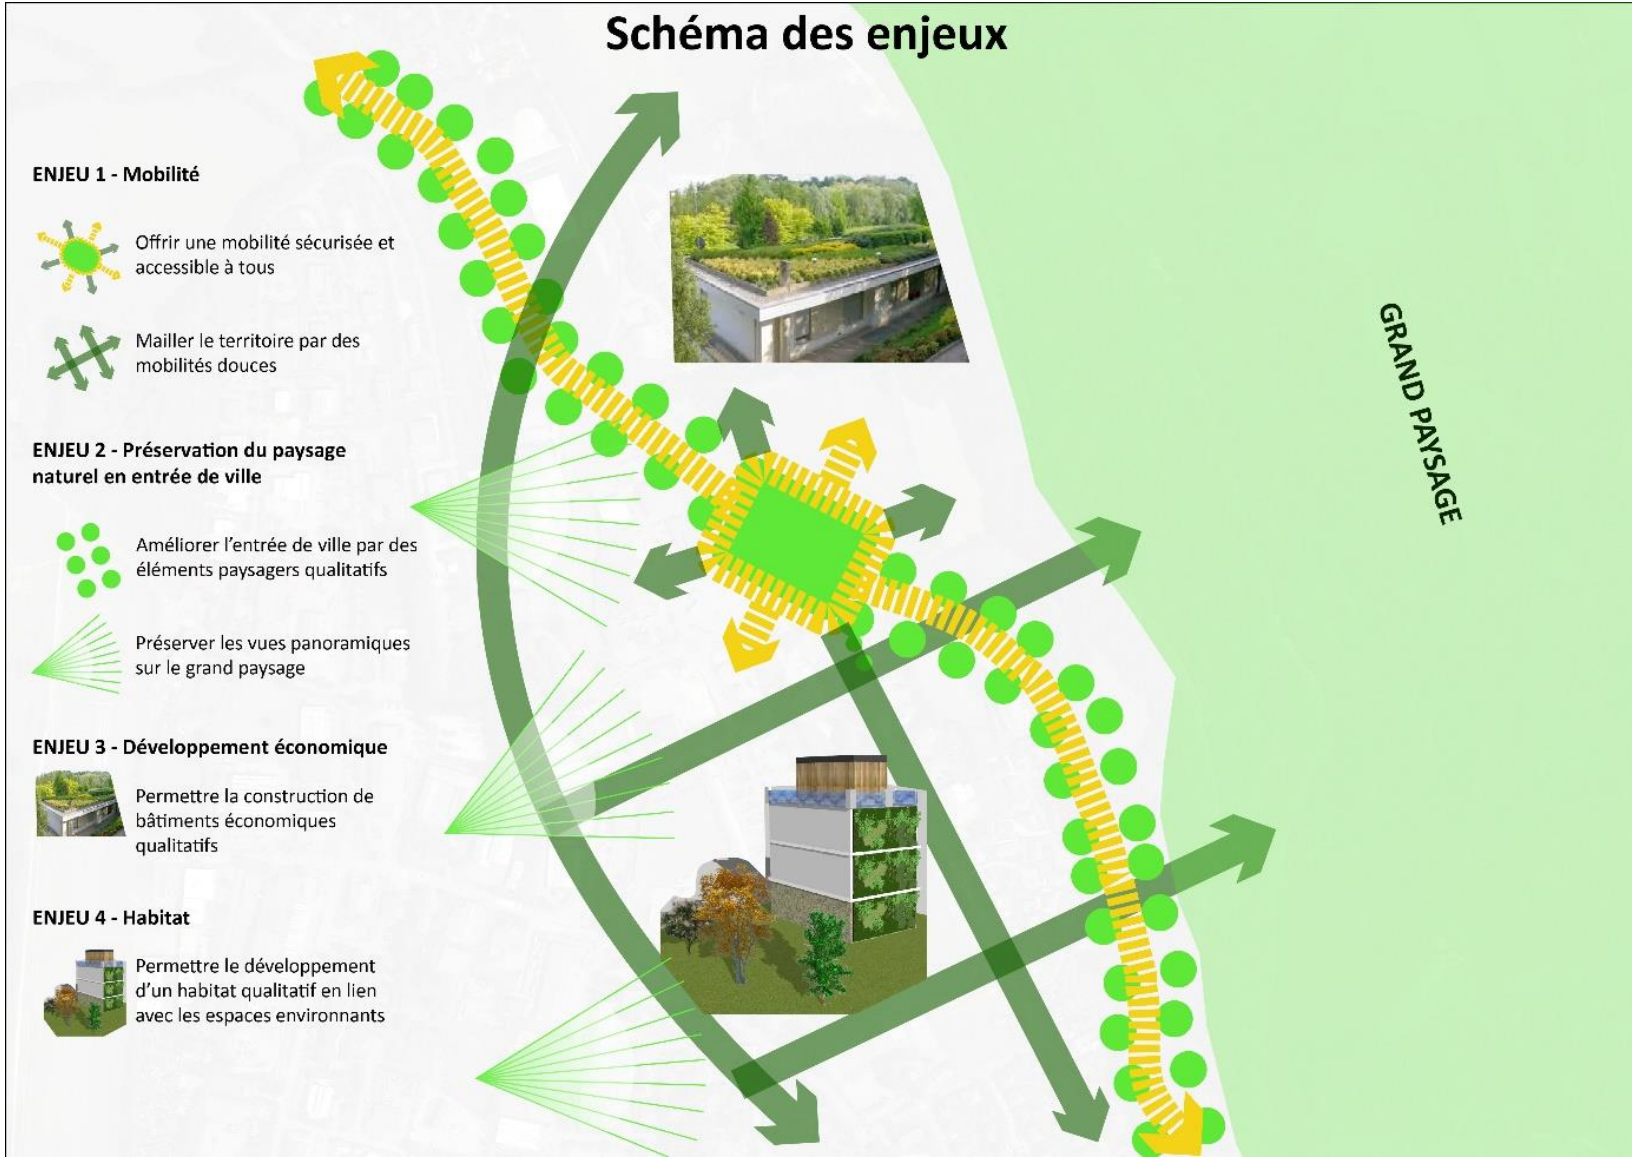 Schéma des enjeux
ENJEU 1 - Mobilité
Offrir une mobilité sécurisée et
accessible à tous
Mailler le territoire par des
mobilités douces
ENJEU 2 - Préservation du paysage
naturel en entrée de ville
Améliorer l'entrée de ville par des
éléments paysagers qualitatifs
Préserver les vues panoramiques
sur le grand paysage
ENJEU 3 - Développement économique
Permettre la construction de
bâtiments économiques
qualitatifs
ENJEU 4 - Habitat
Permettre le développement
d'un habitat qualitatif en lien
avec les espaces environnants
GRAND PAYSAGE